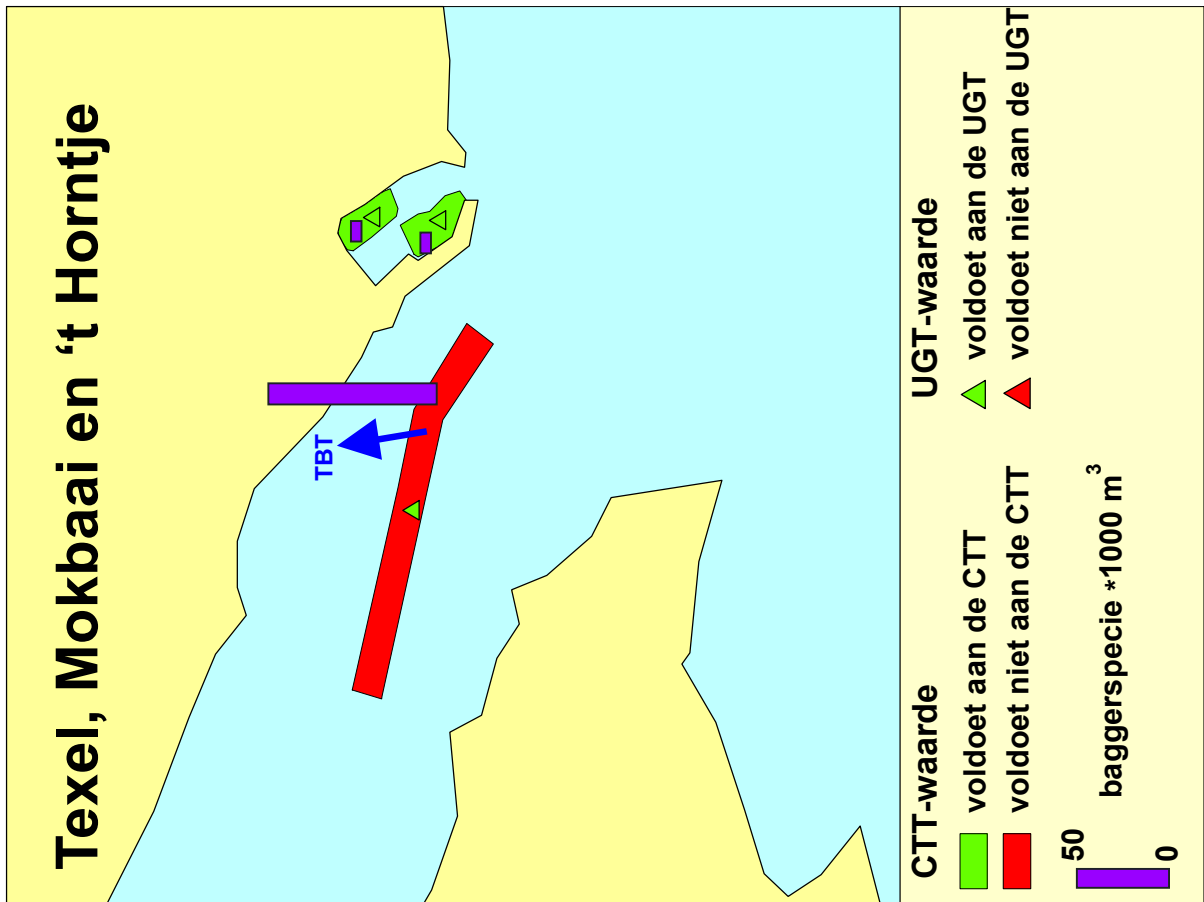 Texel, Mokbaai en ‘t Horntje
TBT
CTT-waarde
voldoet aan de CTT
voldoet niet aan de CTT
UGT-waarde
voldoet aan de UGT
voldoet niet aan de UGT
50
0
baggerspecie *1000 m³